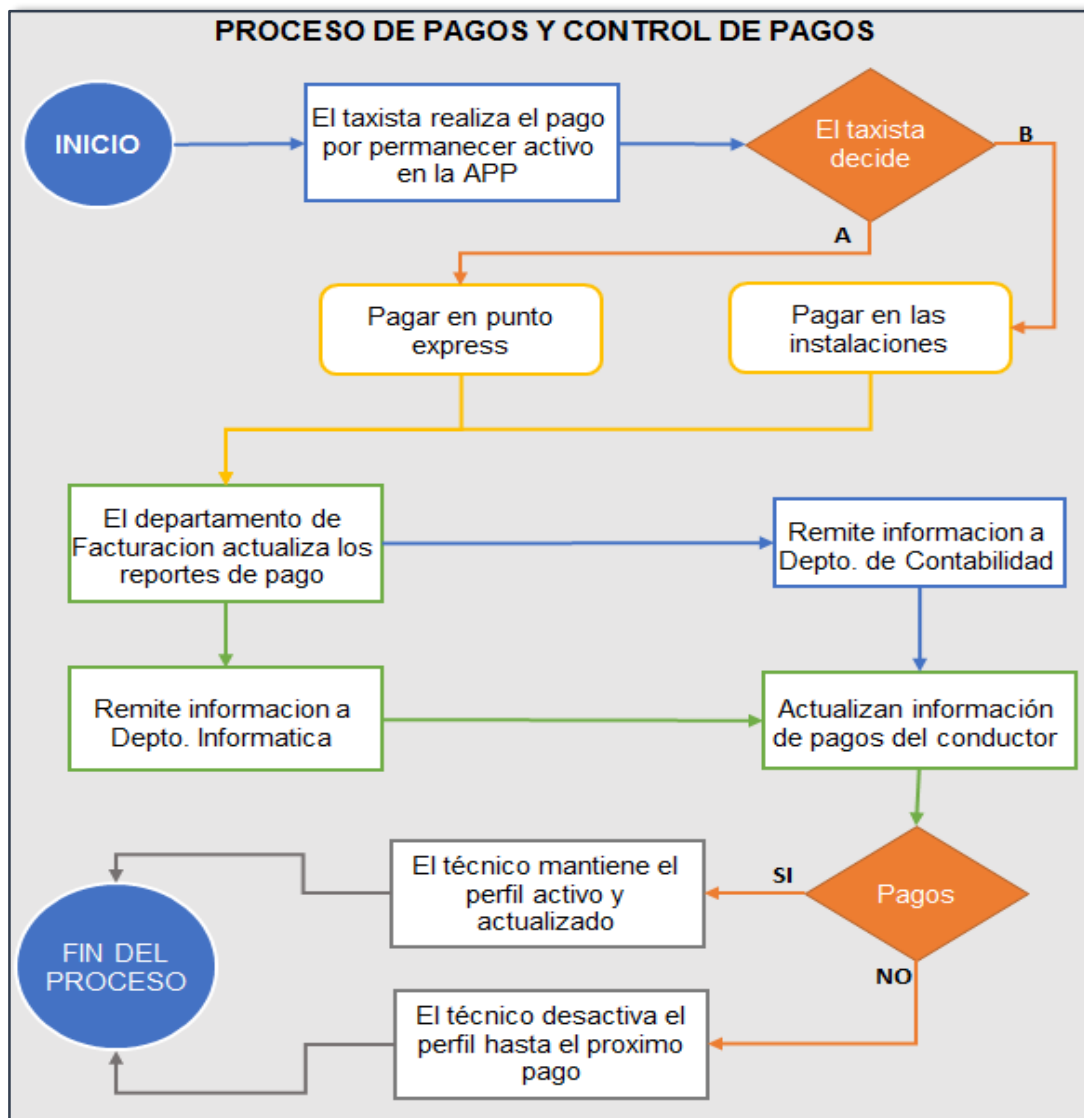 PROCESO DE PAGOS Y CONTROL DE PAGOS
INICIO
El taxista realiza el pago
por permanecer activo
en la APP
El taxista
decide
B
A
Pagar en punto
express
Pagar en las
instalaciones
El departamento de
Facturacion actualiza los
reportes de pago
Remite informacion a
Depto. de Contabilidad
Remite informacion a
Depto. Informatica
Actualizan información
de pagos del conductor
El técnico mantiene el
perfil activo y
actualizado
SI
Pagos
FIN DEL
PROCESO
NO
El técnico desactiva el
perfil hasta el proximo
pago